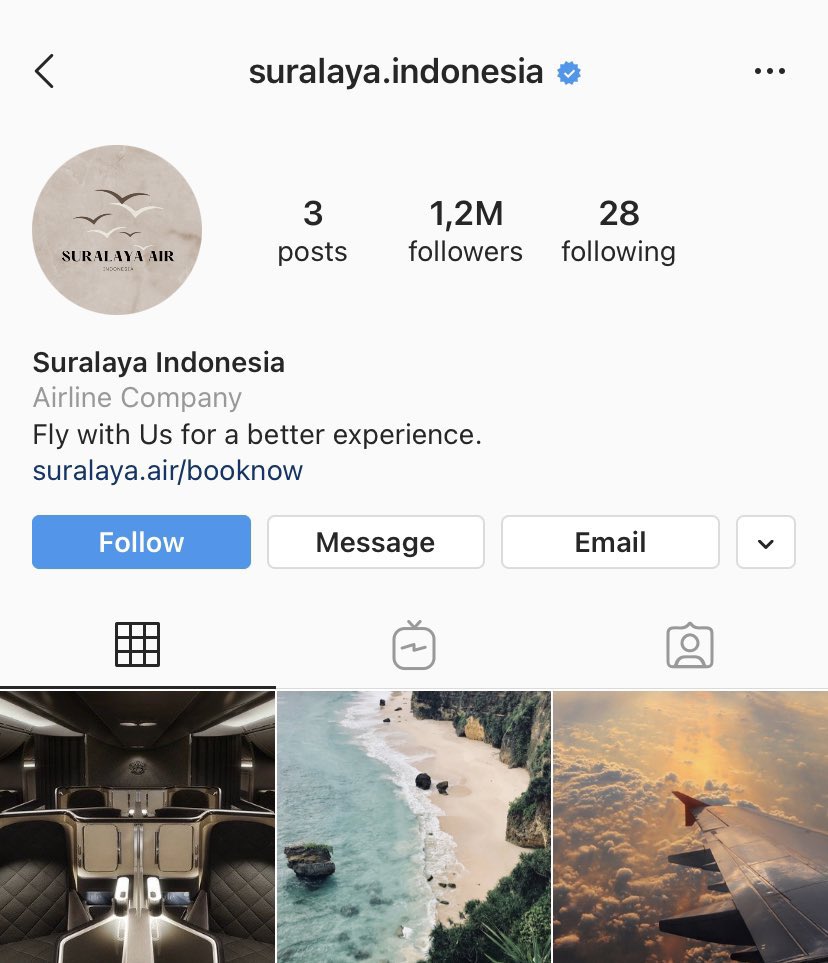 suralaya.indonesia
SURALAYA AIR
INDONESIA
3
posts
1,2M
followers
28
following
Suralaya Indonesia
Airline Company
Fly with Us for a better experience.
suralaya.air/booknow
Follow
Message
Email